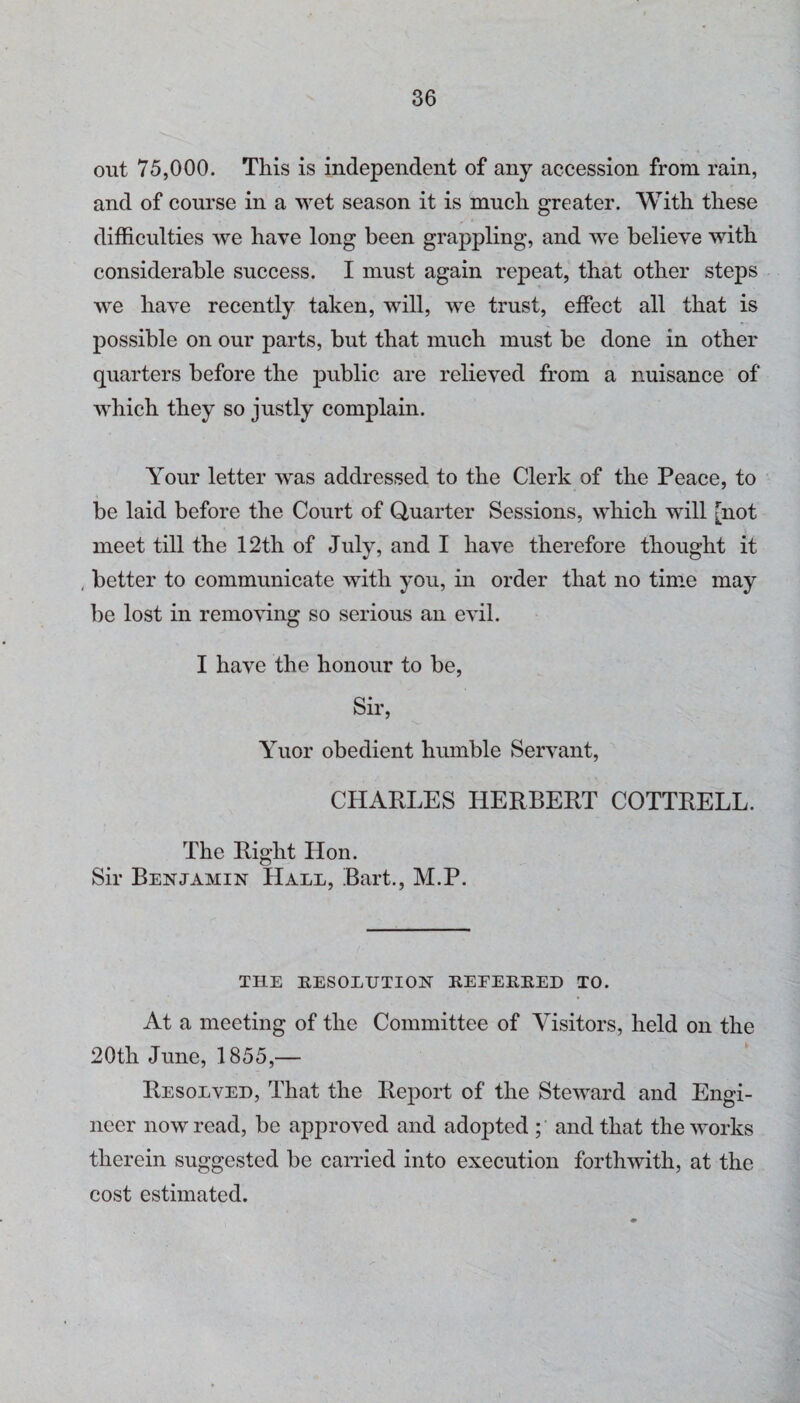 36
out 75,000. This is independent of any accession from rain,
and of course in a wet season it is much greater. With these
difficulties we have long been grappling, and we believe with
considerable success. I must again repeat, that other steps
we have recently taken, will, we trust, effect all that is
possible on our parts, but that much must be done in other
quarters before the public are relieved from a nuisance of
which they so justly complain.
Your letter was addressed to the Clerk of the Peace, to
be laid before the Court of Quarter Sessions, which will [not
meet till the 12th of July, and I have therefore thought it
better to communicate with you, in order that no time may
be lost in removing so serious an evil.
I have the honour to be,
Sir,
Yuor obedient humble Servant,
CHARLES HERBERT COTTRELL.
The Right Hon.
Sir Benjamin Hall, Bart., M.P.
THE RESOLUTION REFERRED TO.
At a meeting of the Committee of Visitors, held on the
20th June, 1855,—
Resolved, That the Report of the Steward and Engi-
neer now read, be approved and adopted; and that the works
therein suggested be carried into execution forthwith, at the
cost estimated.